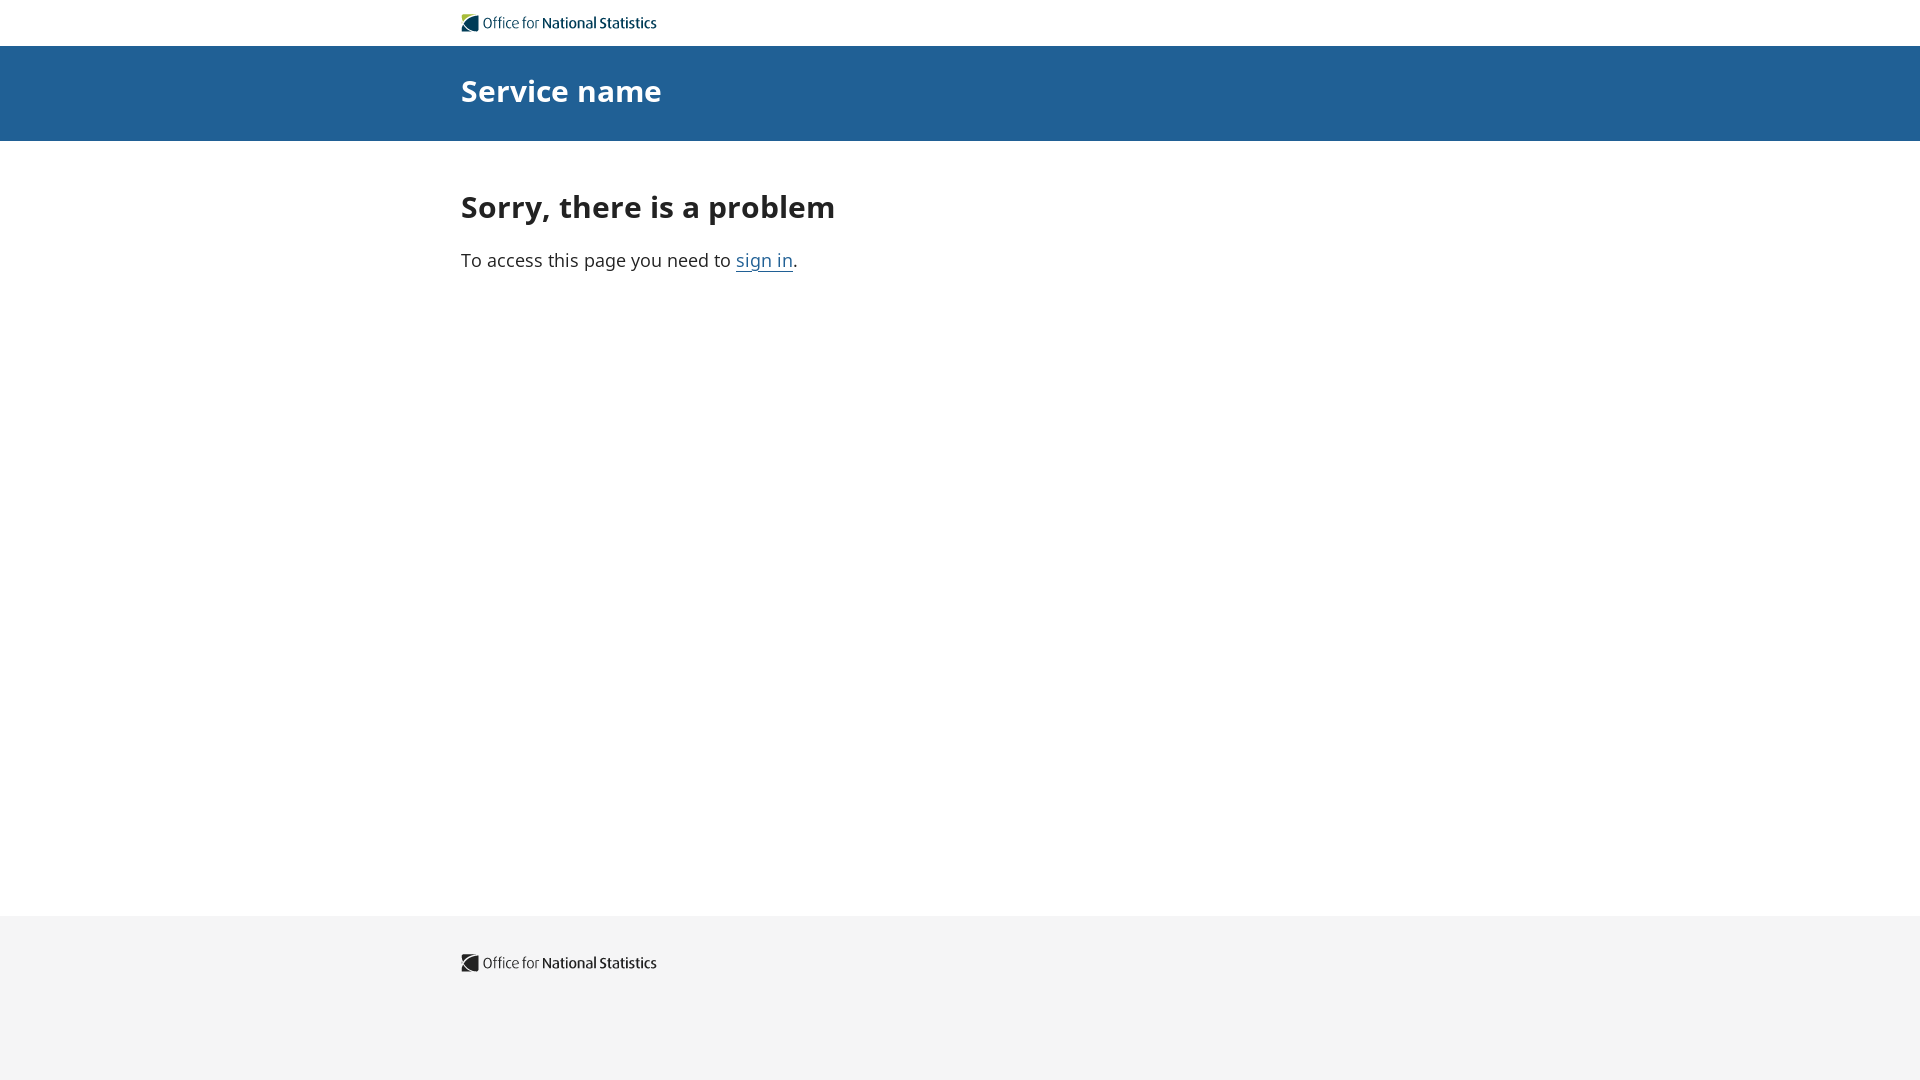 Office for National Statistics
Service name
Sorry, there is a problem
To access this page you need to sign in.
Office for National Statistics